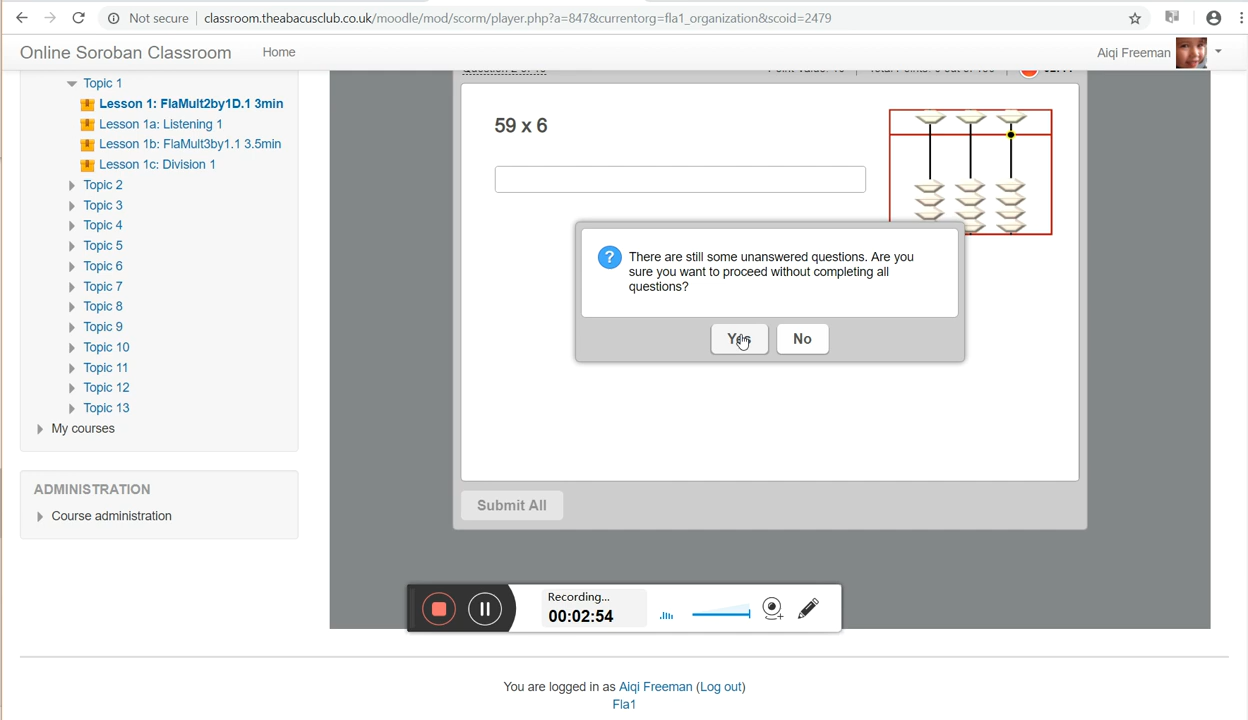 Not secure | classroom.theabacusclub.co.uk/moodle/mod/scorm/player.php?a=847&currentorg=fla1_organization&scoid=2479
Online Soroban Classroom Home Aiqi Freeman
Topic 1
Lesson 1: FlaMult2by1D.1 3min
Lesson 1a: Listening 1
Lesson 1b: FlaMult3by1.1 3.5min
Lesson 1c: Division 1
Topic 2
Topic 3
Topic 4
Topic 5
Topic 6
Topic 7
Topic 8
Topic 9
Topic 10
Topic 11
Topic 12
Topic 13
My courses
ADMINISTRATION
Course administration
59 x 6
There are still some unanswered questions. Are you
sure you want to proceed without completing all
questions?
Yes No
Submit All
Recording...
00:02:54
You are logged in as Aiqi Freeman (Log out)
Fla1